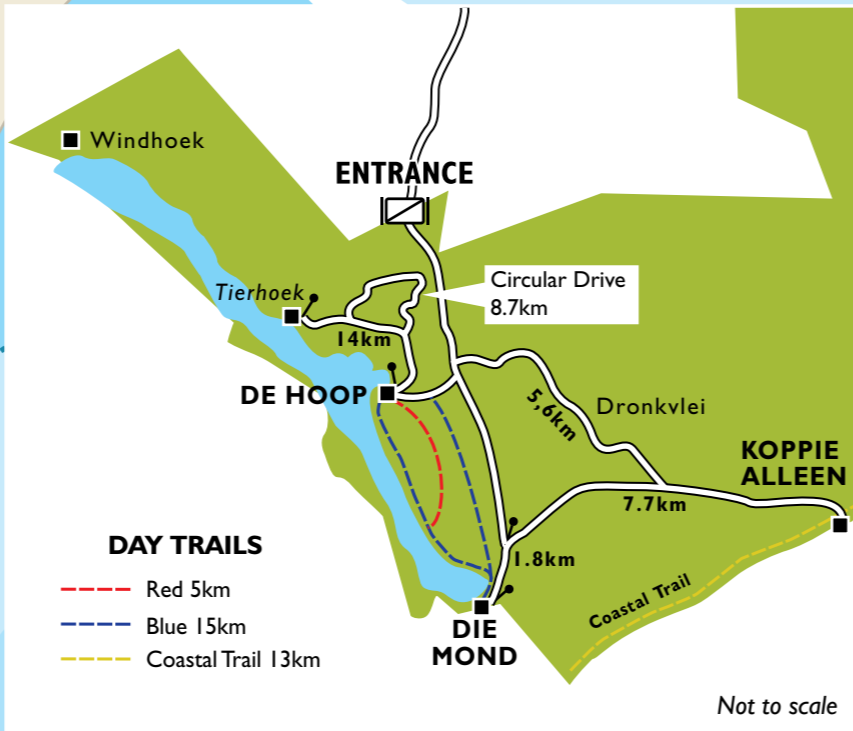 Windhoek
ENTRANCE
Circular Drive
8.7km
Tierhoek
14km
DE HOOP
5,6km
Dronkvlei
KOPPIE
ALLEEN
7.7km
1.8km
DAY TRAILS
Red 5km
Blue 15km
Coastal Trail 13km
DIE
MOND
Coastal Trail
Not to scale